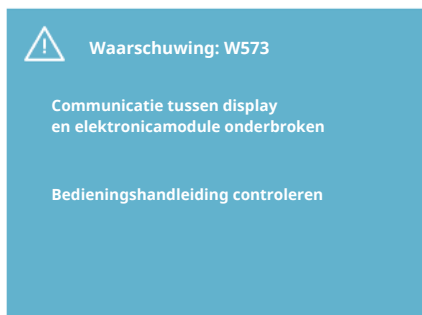 Waarschuwing: W573
Communicatie tussen display
en elektronicamodule onderbroken
Bedieningshandleiding controleren